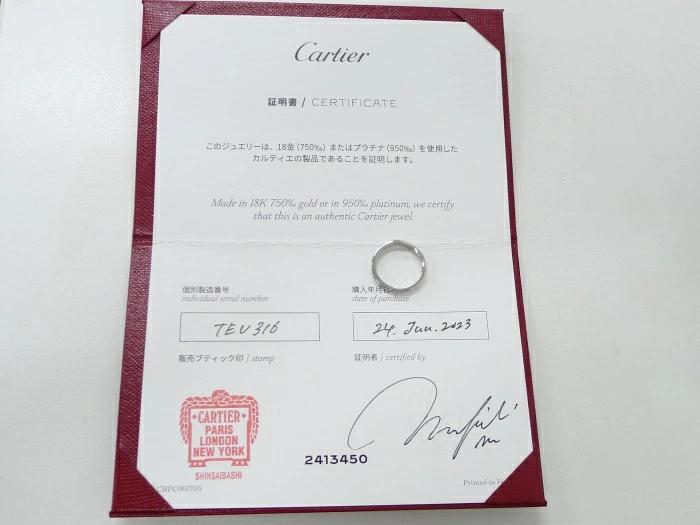 Cartier
証明書 / CERTIFICATE
このジュエリーは、18金 (750‰) またはプラチナ (950‰) を使用した
カルティエの製品であることを証明します。
Made in 18K 750‰ gold or in 950‰ platinum, we certify
that this is an authentic Cartier jewel.
個別製造番号
individual serial number
TEU316
購入年月
date of purchase
24. Jun. 2023
販売ブティック印 / stamp
証明者 / certified by
CARTIER
PARIS
LONDON
NEW YORK
SHINSAIBASHI
2413450
Printed in